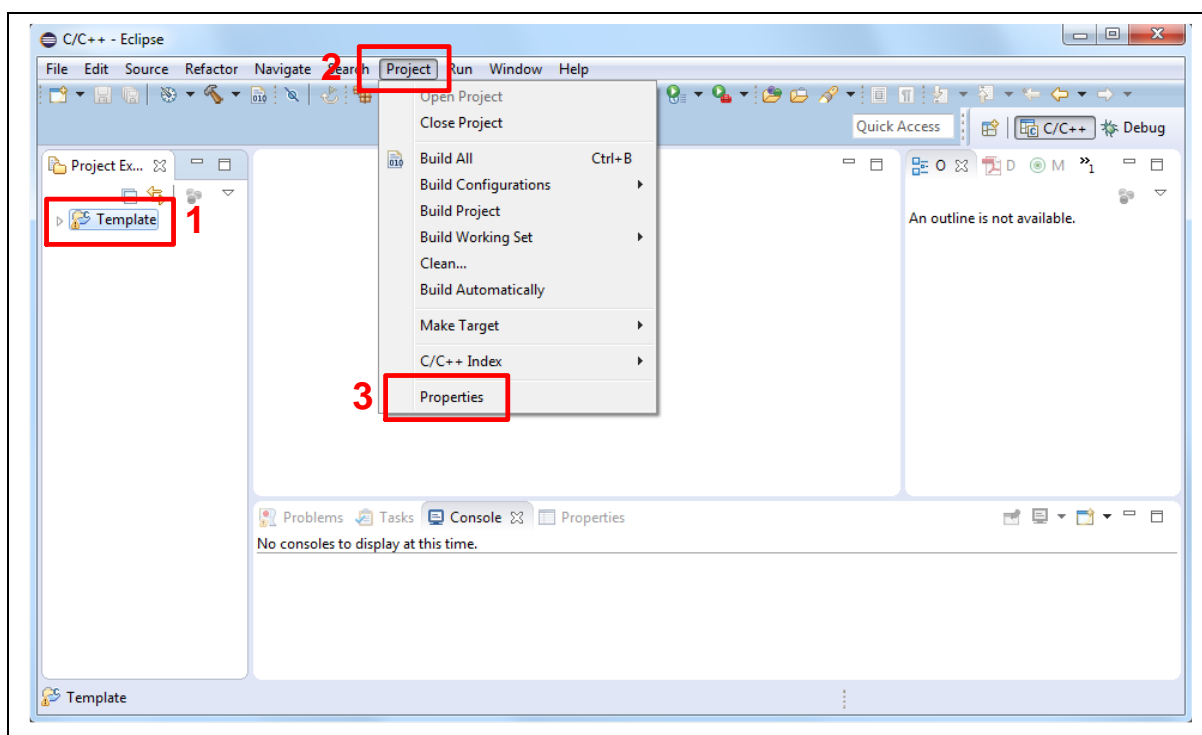 C/C++ - Eclipse
2
File Edit Source Refactor Navigate Search Project Run Window Help
Open Project
Close Project
Quick Access C/C++ Debug
Project Ex... O D M »1
010 Build All Ctrl+B
Build Configurations
Build Project
Template 1
An outline is not available.
Build Working Set
Clean...
Build Automatically
Make Target
C/C++ Index
3 Properties
Problems Tasks Console Properties
No consoles to display at this time.
Template